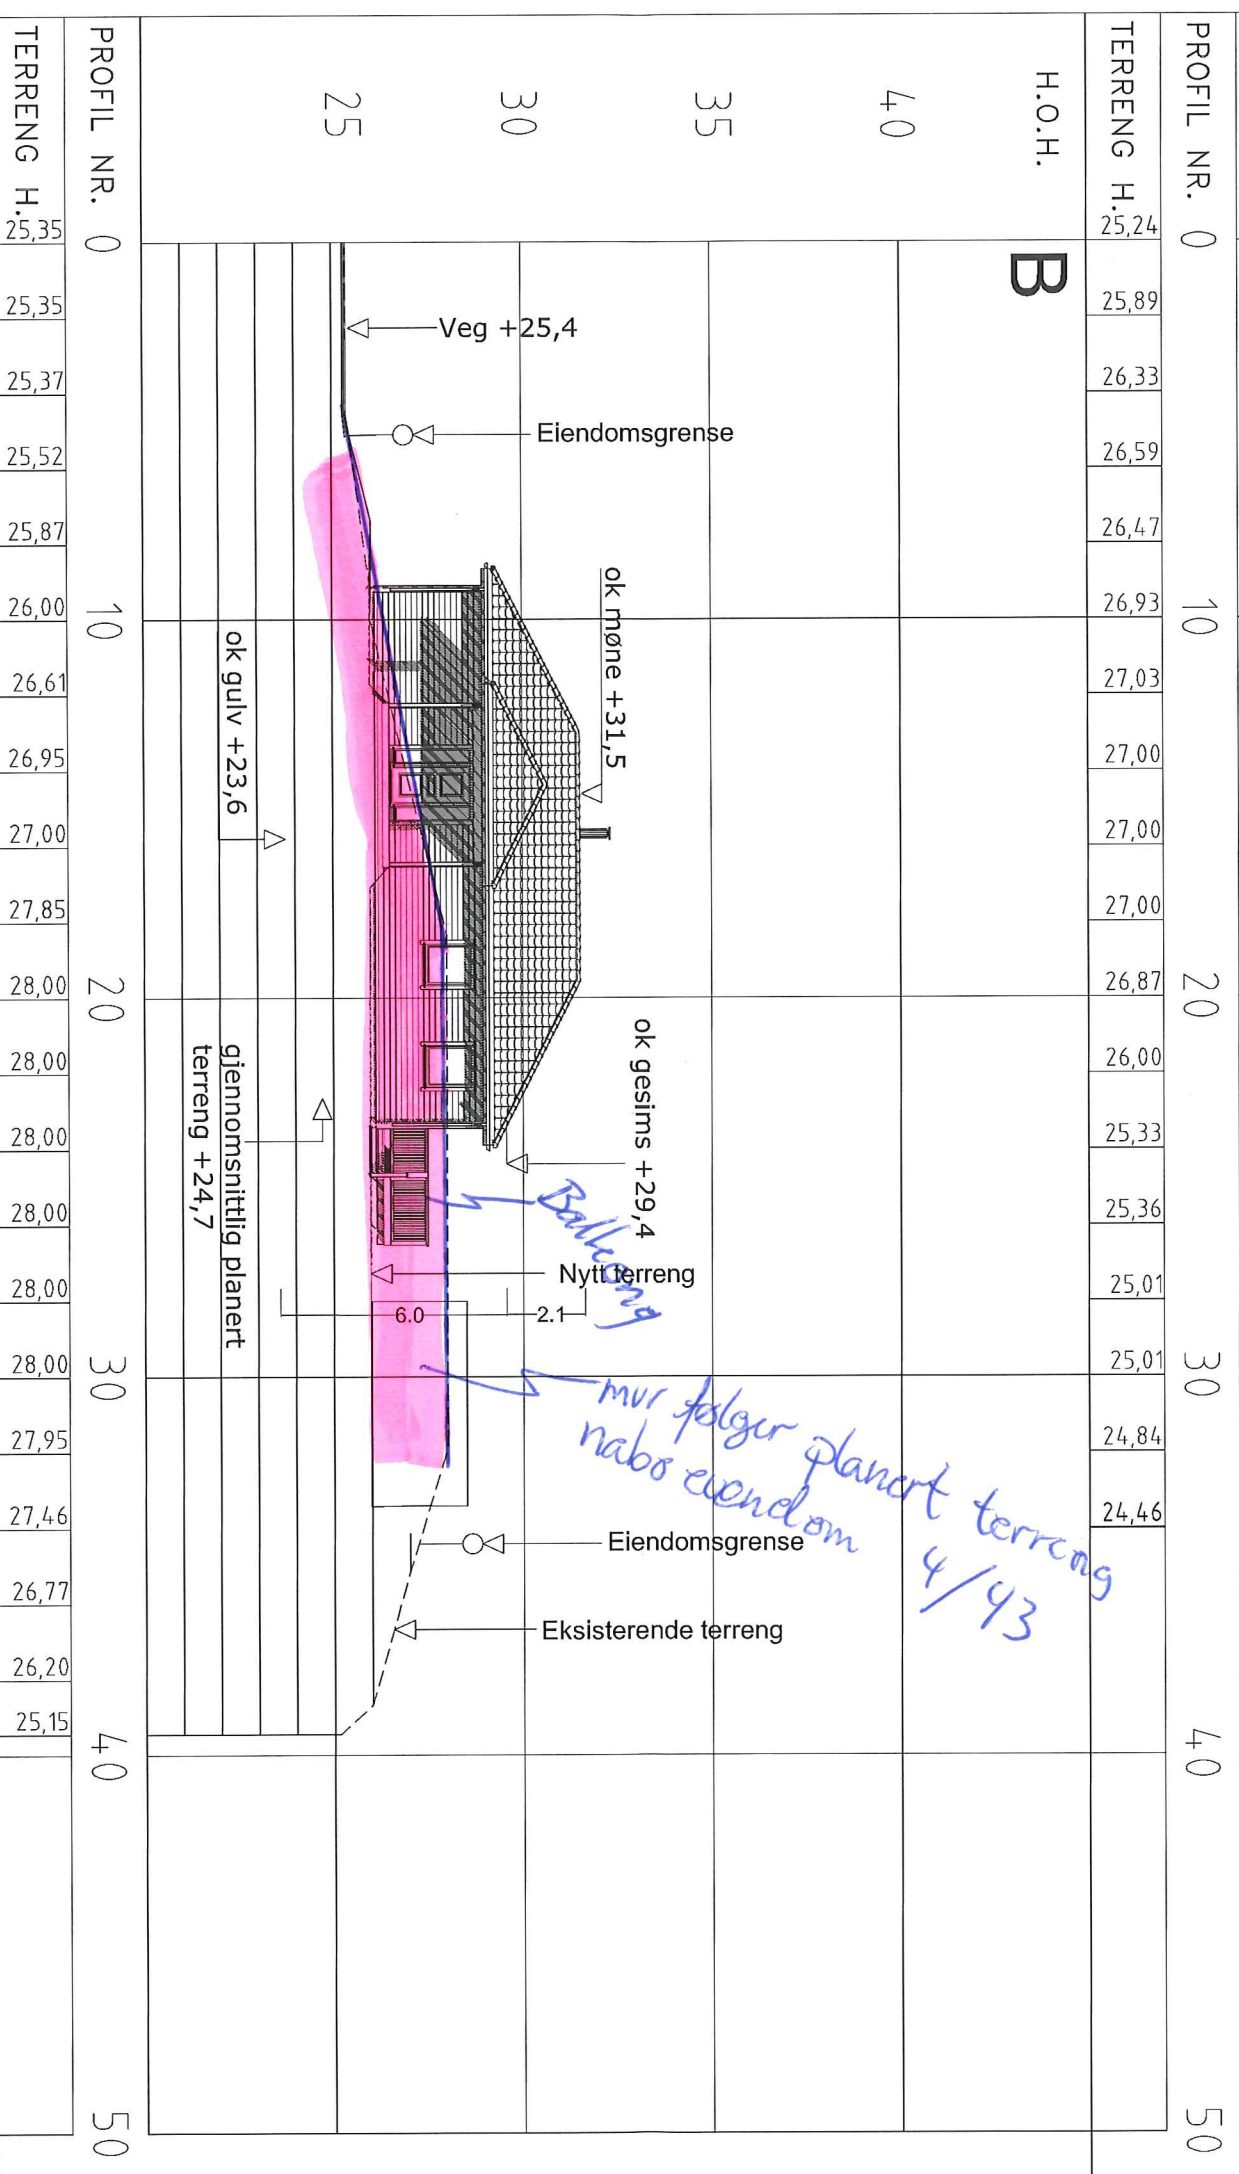 PROFIL NR. 0 10 20 30 40 50
TERRENG H. 25,24 25,89 26,33 26,59 26,47 26,93 27,03 27,00 27,00 27,00 26,87 26,00 25,33 25,36 25,01 25,01 24,84 24,46
H.O.H.
B
40
35
30
25
Veg +25,4
Eiendomsgrense
ok møne +31,5
ok gesims +29,4
Balkong
Nytt terreng
6.0
2.1
mur følger planert terreng
nabo eiendom 4/43
Eiendomsgrense
Eksisterende terreng
ok gulv +23,6
gjennomsnittlig planert
terreng +24,7
PROFIL NR. 0 10 20 30 40 50
TERRENG H. 25,35 25,35 25,37 25,52 25,87 26,00 26,61 26,95 27,00 27,85 28,00 28,00 28,00 28,00 28,00 28,00 27,95 27,46 26,77 26,20 25,15